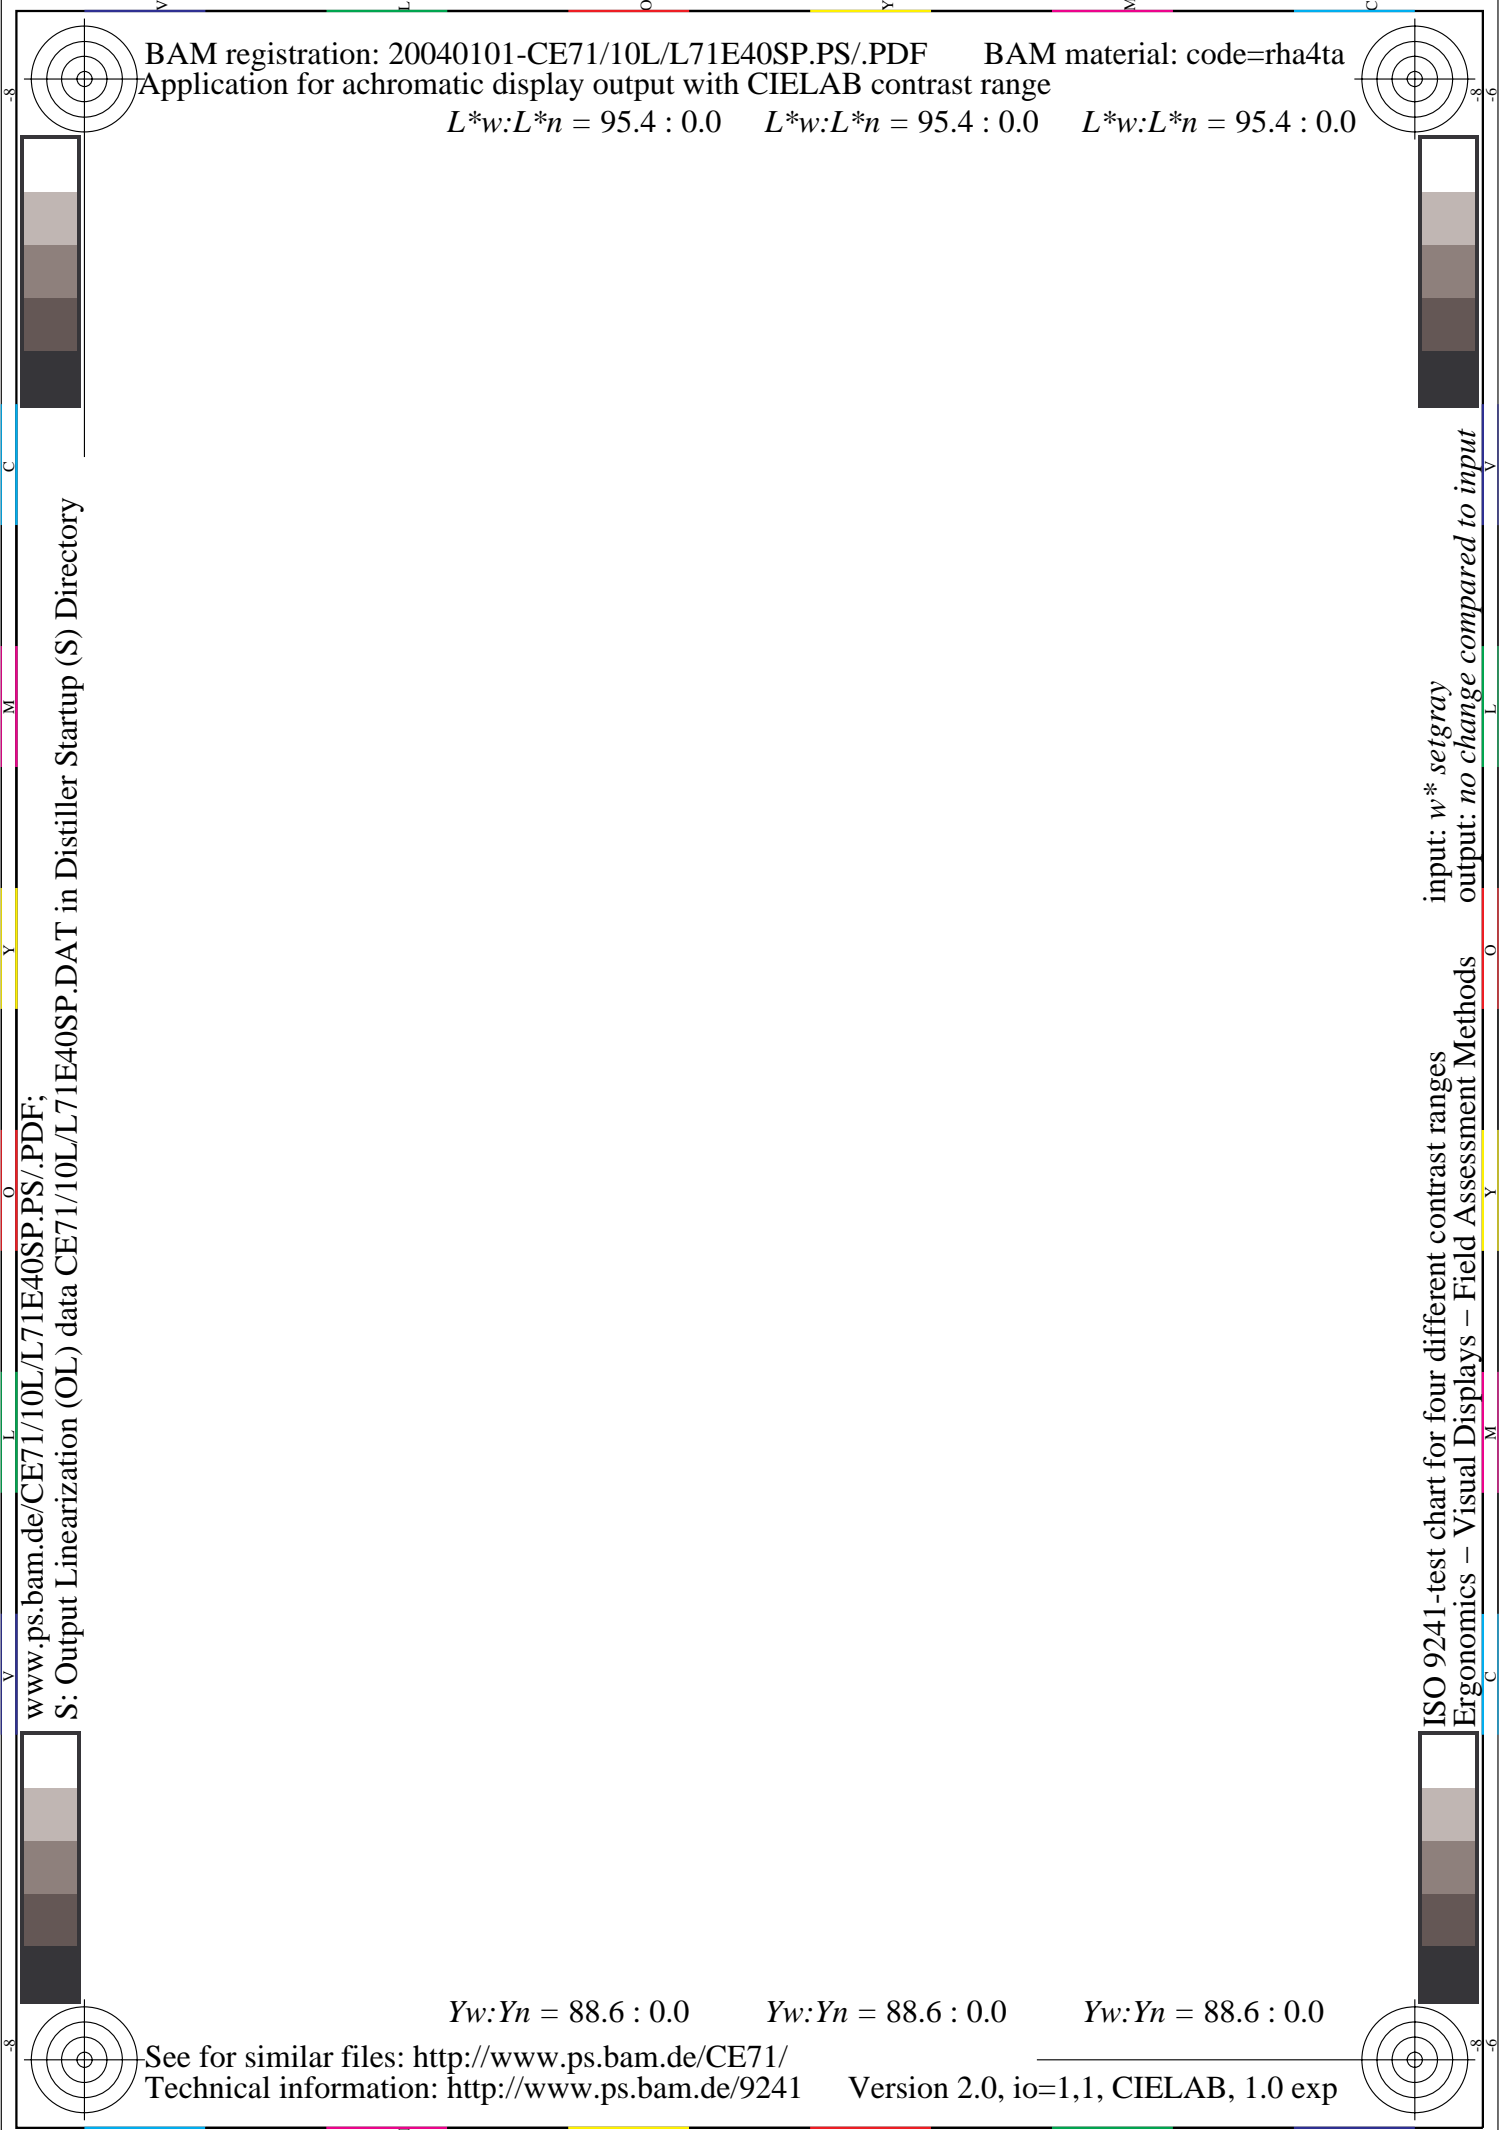 V L O Y M C
BAM registration: 20040101-CE71/10L/L71E40SP.PS/.PDF BAM material: code=rha4ta
Application for achromatic display output with CIELAB contrast range
L*w:L*n = 95.4 : 0.0 L*w:L*n = 95.4 : 0.0 L*w:L*n = 95.4 : 0.0
-8
-8
-6
C
M
Y
O
L
V
www.ps.bam.de/CE71/10L/L71E40SP.PS/.PDF;
S: Output Linearization (OL) data CE71/10L/L71E40SP.DAT in Distiller Startup (S) Directory
ISO 9241-test chart for four different contrast ranges input: w* setgray
Ergonomics – Visual Displays – Field Assessment Methods output: no change compared to input
V
L
O
Y
M
C
Yw:Yn = 88.6 : 0.0 Yw:Yn = 88.6 : 0.0 Yw:Yn = 88.6 : 0.0
-8
-8
-6
See for similar files: http://www.ps.bam.de/CE71/
Technical information: http://www.ps.bam.de/9241 Version 2.0, io=1,1, CIELAB, 1.0 exp